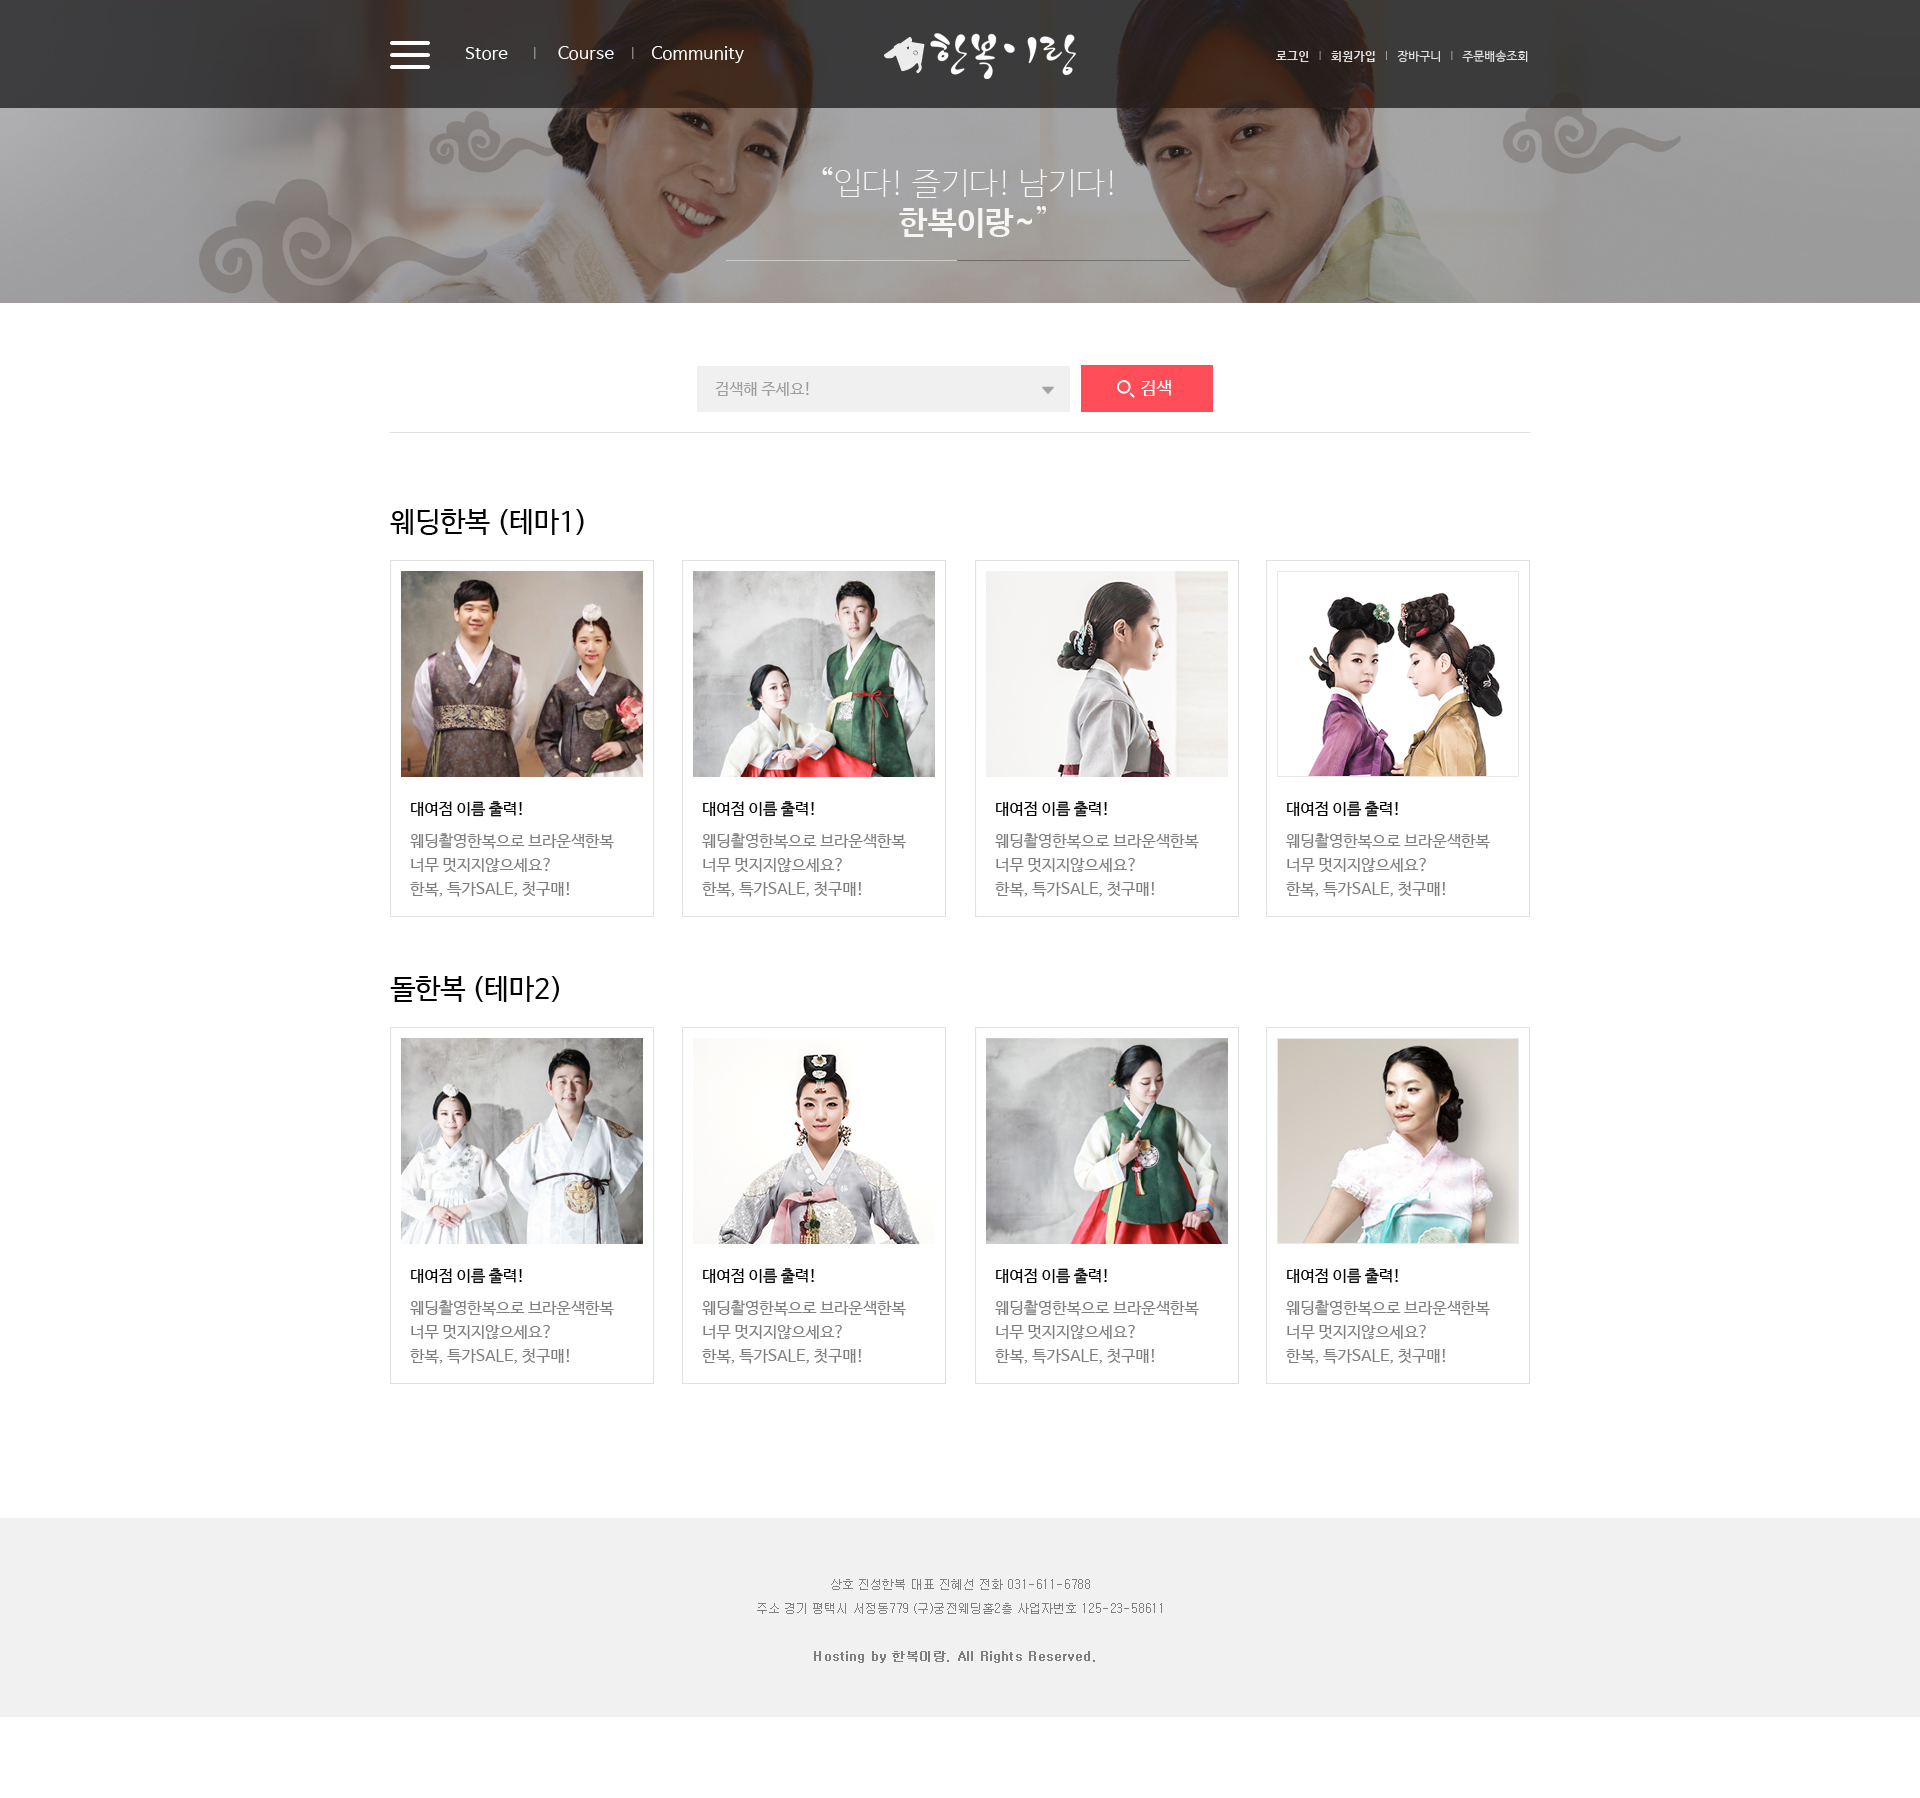 Store | Course | Community
한복이랑
로그인 | 회원가입 | 장바구니 | 주문배송조회
“입다! 즐기다! 남기다!
한복이랑~”
검색해 주세요!
검색
웨딩한복 (테마1)
대여점 이름 출력!
웨딩촬영한복으로 브라운색한복
너무 멋지지않으세요?
한복, 특가SALE, 첫구매!
대여점 이름 출력!
웨딩촬영한복으로 브라운색한복
너무 멋지지않으세요?
한복, 특가SALE, 첫구매!
대여점 이름 출력!
웨딩촬영한복으로 브라운색한복
너무 멋지지않으세요?
한복, 특가SALE, 첫구매!
대여점 이름 출력!
웨딩촬영한복으로 브라운색한복
너무 멋지지않으세요?
한복, 특가SALE, 첫구매!
돌한복 (테마2)
대여점 이름 출력!
웨딩촬영한복으로 브라운색한복
너무 멋지지않으세요?
한복, 특가SALE, 첫구매!
대여점 이름 출력!
웨딩촬영한복으로 브라운색한복
너무 멋지지않으세요?
한복, 특가SALE, 첫구매!
대여점 이름 출력!
웨딩촬영한복으로 브라운색한복
너무 멋지지않으세요?
한복, 특가SALE, 첫구매!
대여점 이름 출력!
웨딩촬영한복으로 브라운색한복
너무 멋지지않으세요?
한복, 특가SALE, 첫구매!
상호 진성한복 대표 진혜선 전화 031-611-6788
주소 경기 평택시 서정동779 (구)궁전웨딩홀2층 사업자번호 125-23-58611
Hosting by 한복이랑. All Rights Reserved.